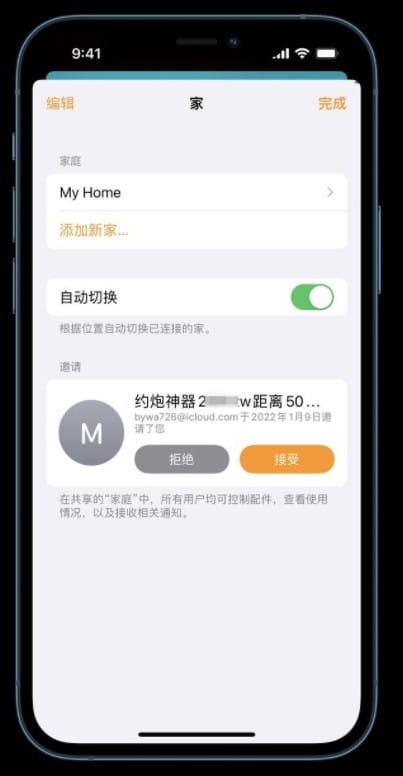 9:41
编辑 家 完成
家庭
My Home
添加新家...
自动切换
根据位置自动切换已连接的家。
邀请
M
约炮神器2 w距离50...
bywa726@icloud.com 于 2022 年 1月9日邀
请了您
拒绝 接受
在共享的“家庭”中，所有用户均可控制配件，查看使用
情况，以及接收相关通知。